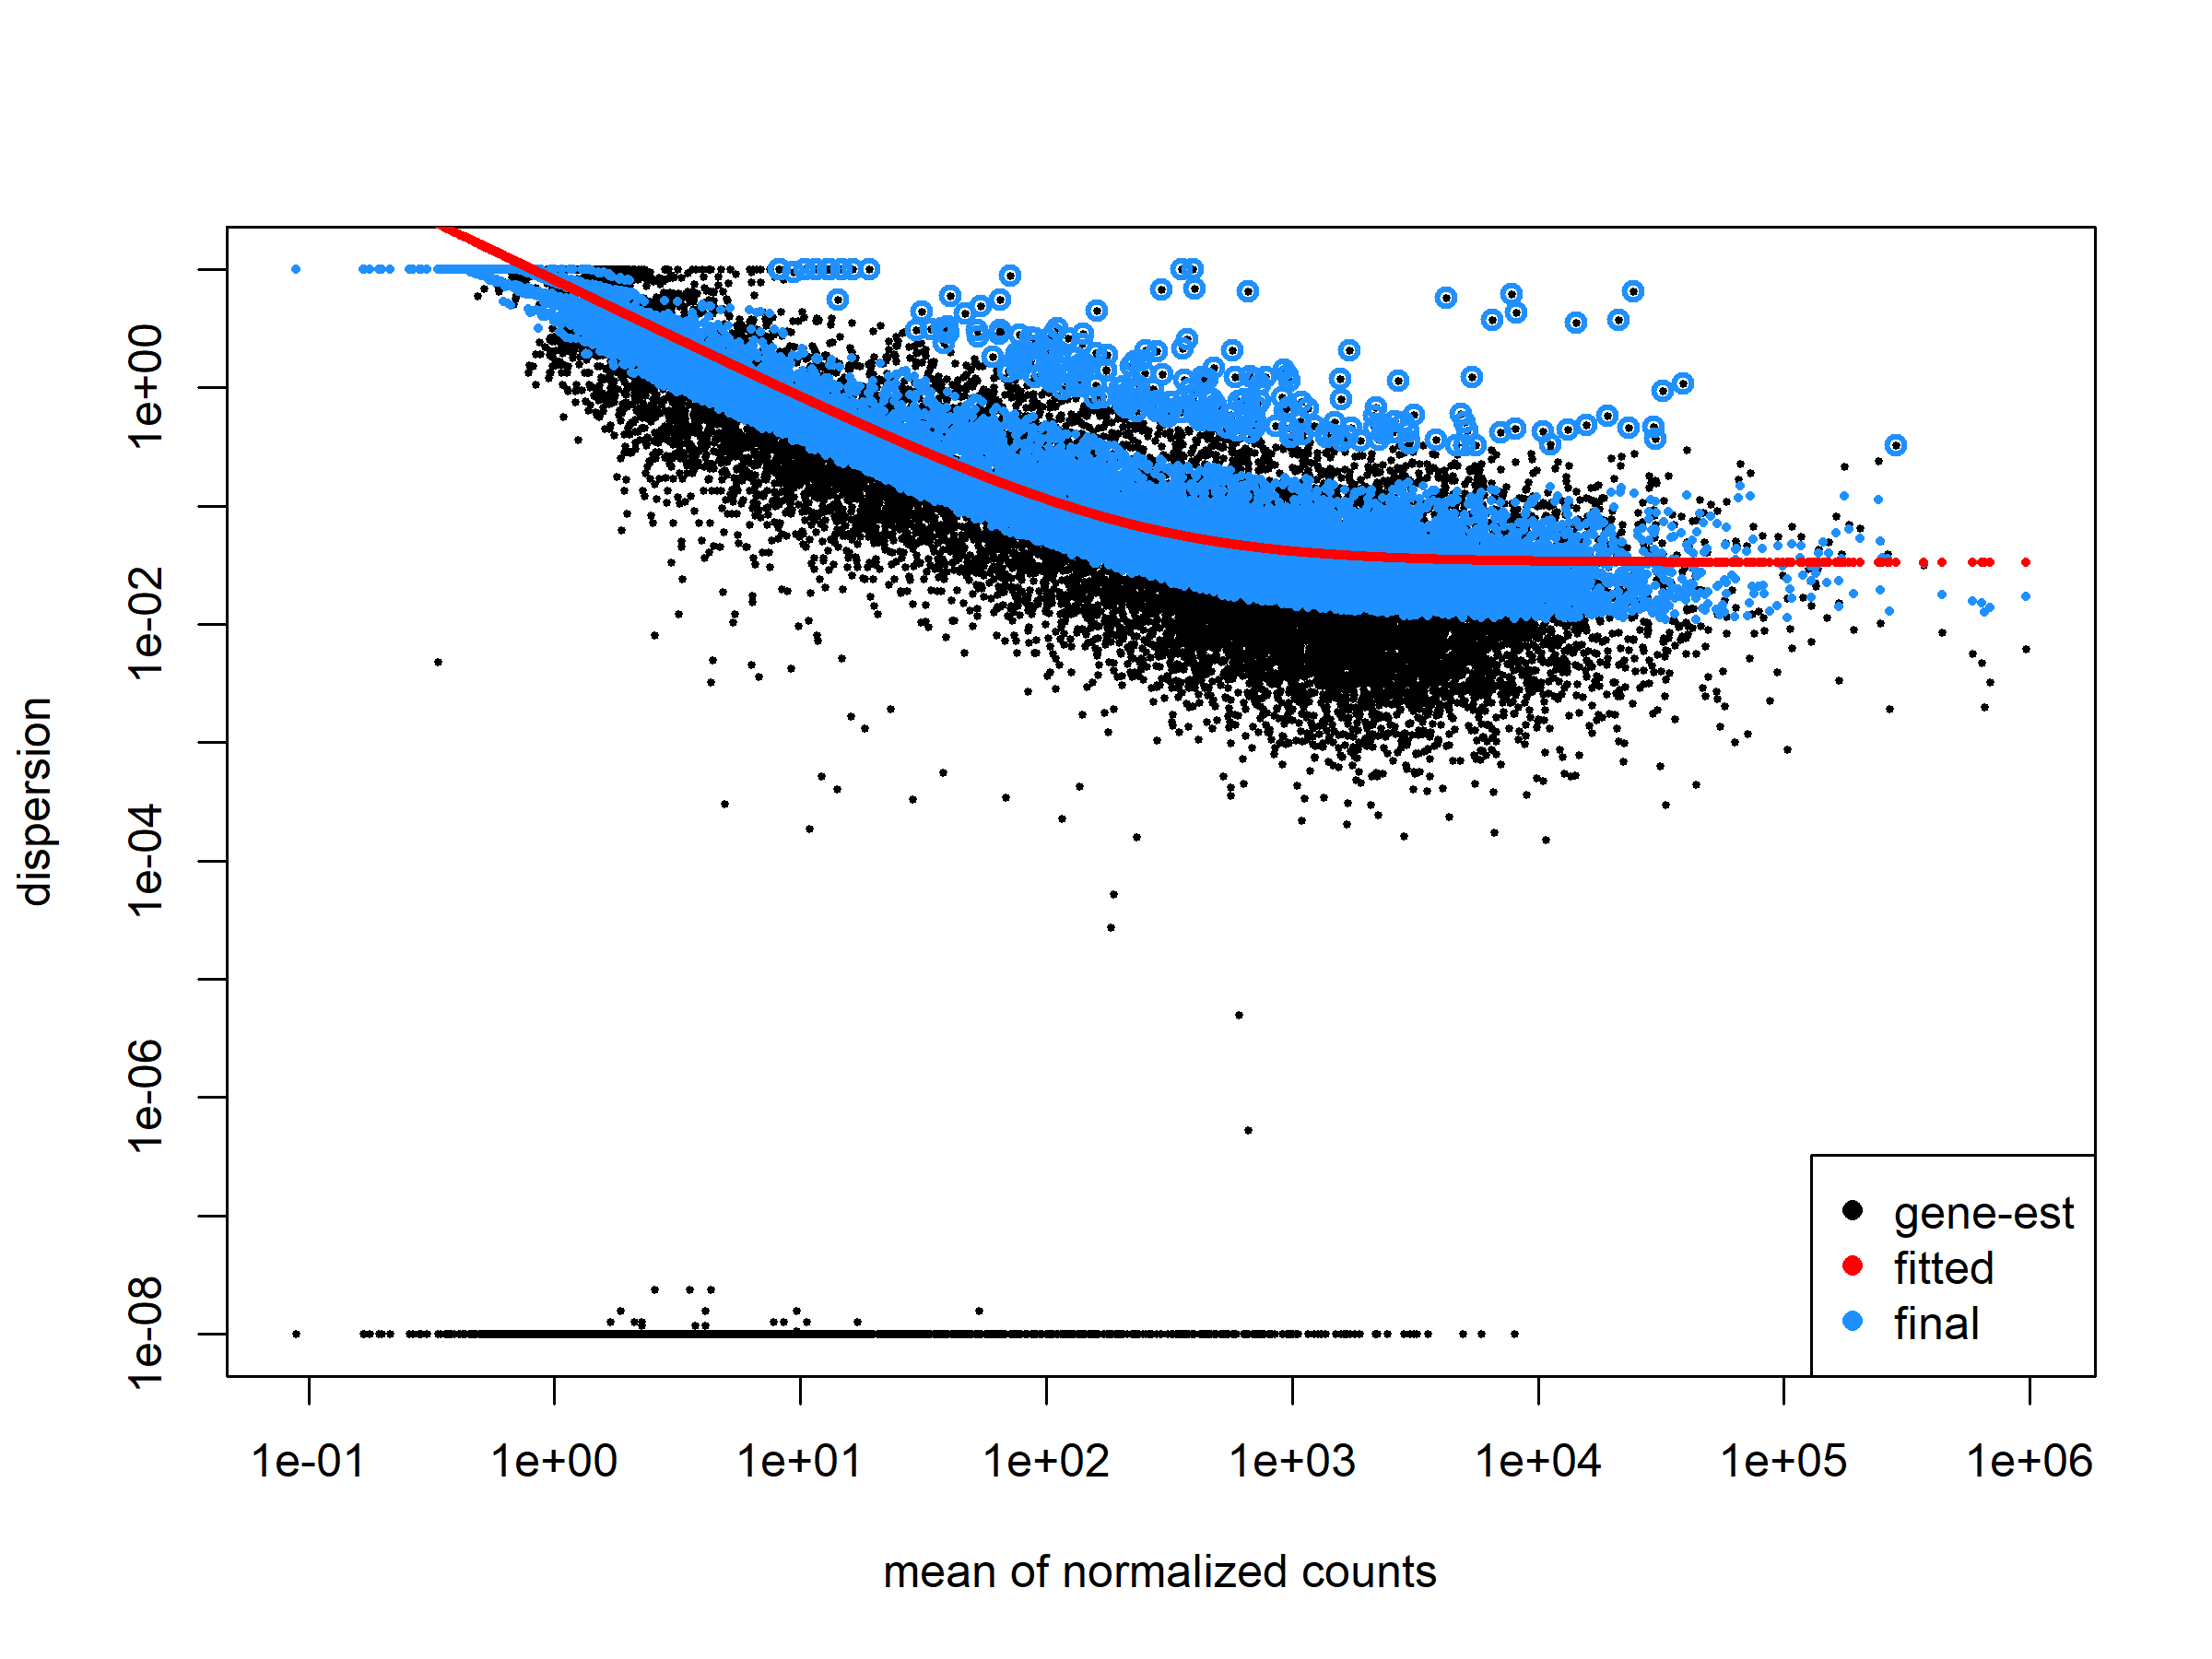 dispersion
1e+00
1e-02
1e-04
1e-06
1e-08
1e-01 1e+00 1e+01 1e+02 1e+03 1e+04 1e+05 1e+06
mean of normalized counts
gene-est
fitted
final